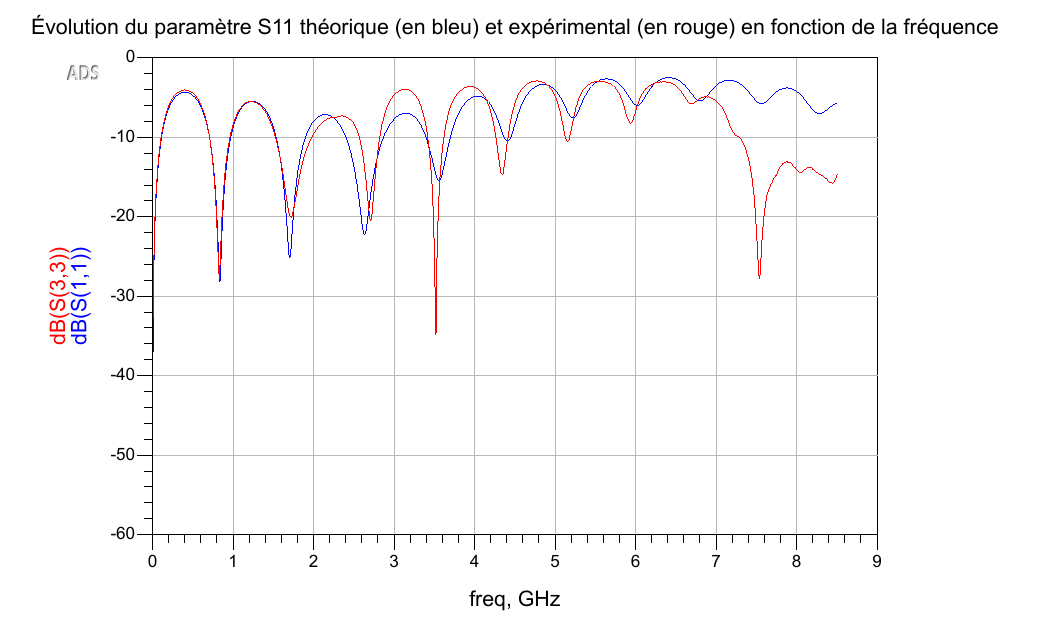 Évolution du paramètre S11 théorique (en bleu) et expérimental (en rouge) en fonction de la fréquence
ADS
0
-10
-20
-30
-40
-50
-60
dB(S(3,3))
dB(S(1,1))
0 1 2 3 4 5 6 7 8 9
freq, GHz